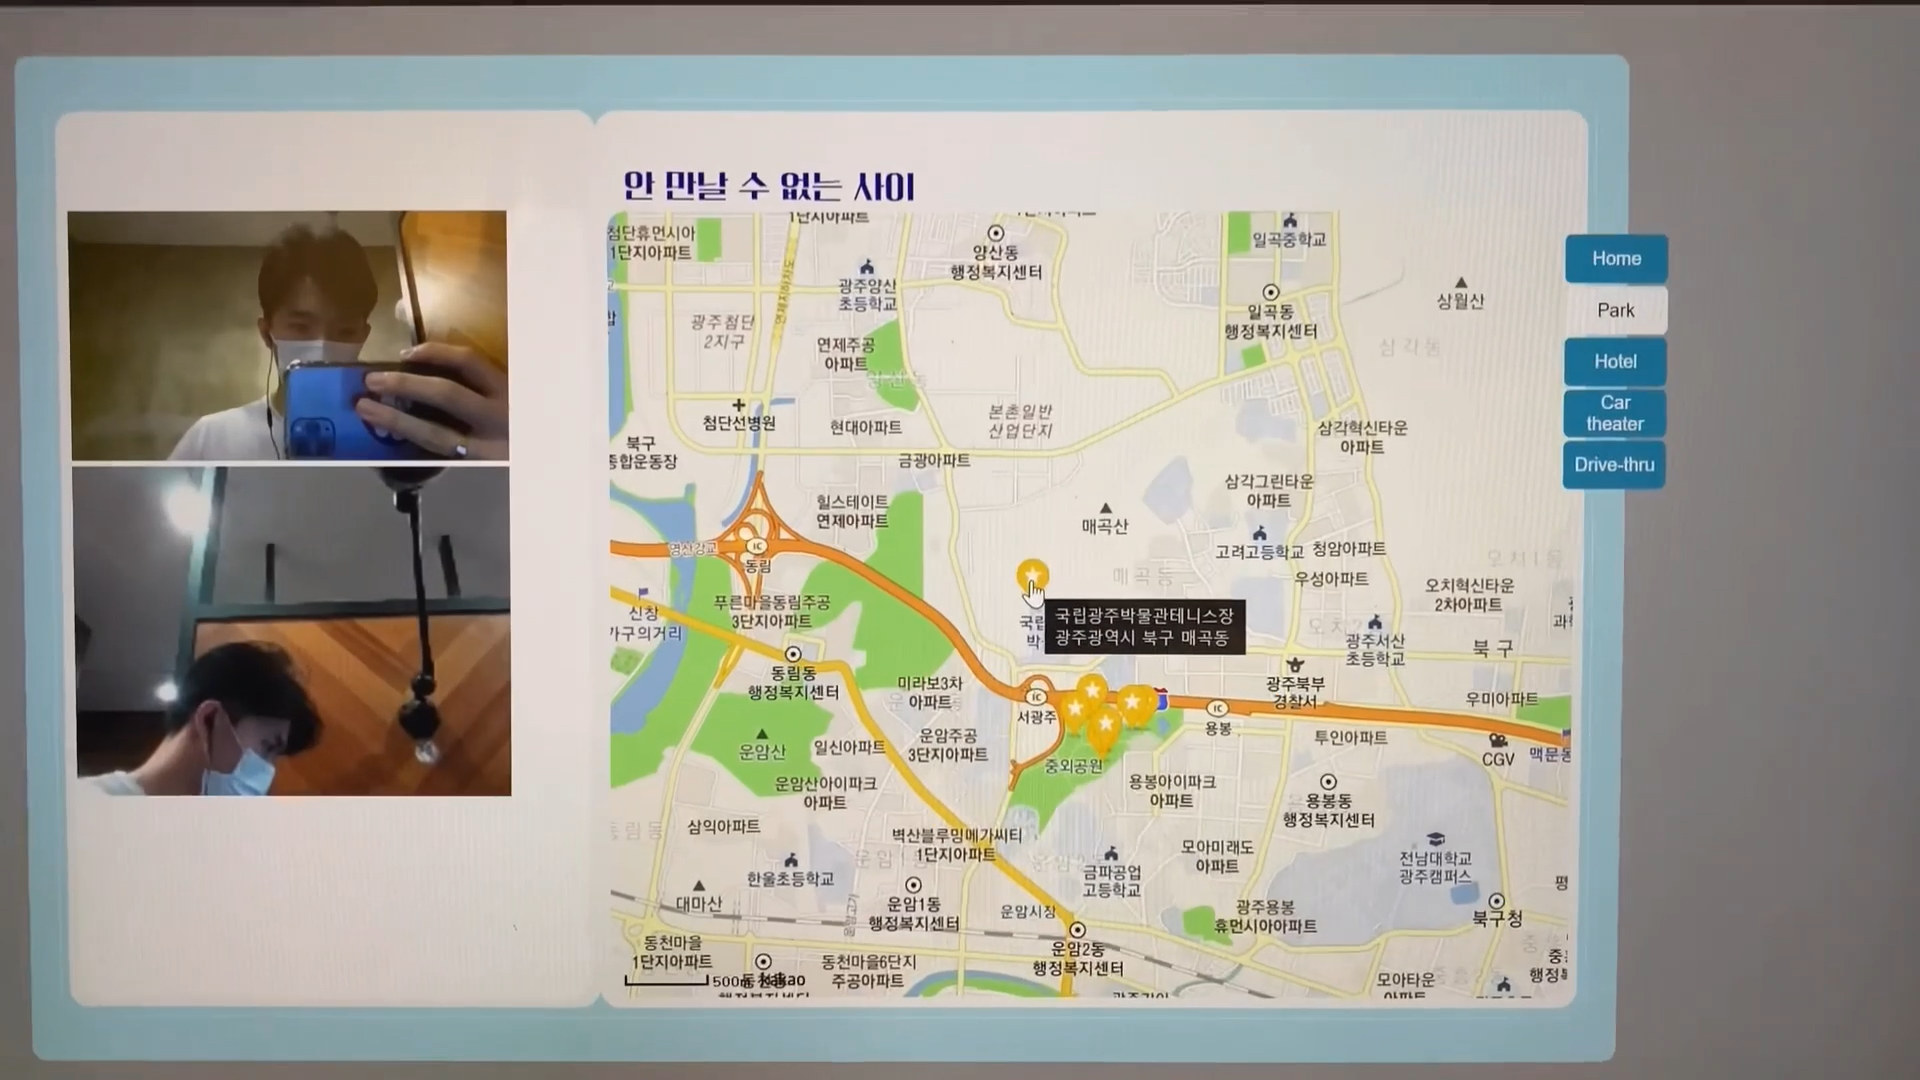 안 만날 수 없는 사이
1단지아파트
첨단휴먼시아
1단지아파트
양산동
행정복지센터
일곡중학교
광주양산
초등학교
일곡동
행정복지센터
상월산
광주첨단
2지구
연제주공
아파트
삼각동
본촌일반
산업단지
첨단선병원
현대아파트
삼각혁신타운
아파트
북구
종합운동장
금광아파트
힐스테이트
연제아파트
삼각그린타운
아파트
매곡산
고려고등학교
청암아파트
IC
동림
매곡동
우성아파트
오치1동
오치혁신타운
2차아파트
푸른마을동림주공
3단지아파트
신창
가구의거리
국립광주박물관테니스장
광주광역시 북구 매곡동
광주서산
초등학교
북구
동림동
행정복지센터
미라보3차
아파트
IC
서광주
광주북부
경찰서
우미아파트
IC
용봉
투인아파트
CGV
운암산
일신아파트
운암주공
3단지아파트
중외공원
운암산아이파크
아파트
용봉아이파크
아파트
용봉동
행정복지센터
삼익아파트
벽산블루밍메가씨티
1단지아파트
모아미래도
아파트
전남대학교
광주캠퍼스
한울초등학교
금파공업
고등학교
대마산
운암1동
행정복지센터
운암시장
광주용봉
휴먼시아아파트
북구청
동천마을
1단지아파트
동천마을6단지
주공아파트
운암2동
행정복지센터
모아타운
아파트
500m
kakao
Home
Park
Hotel
Car
theater
Drive-thru